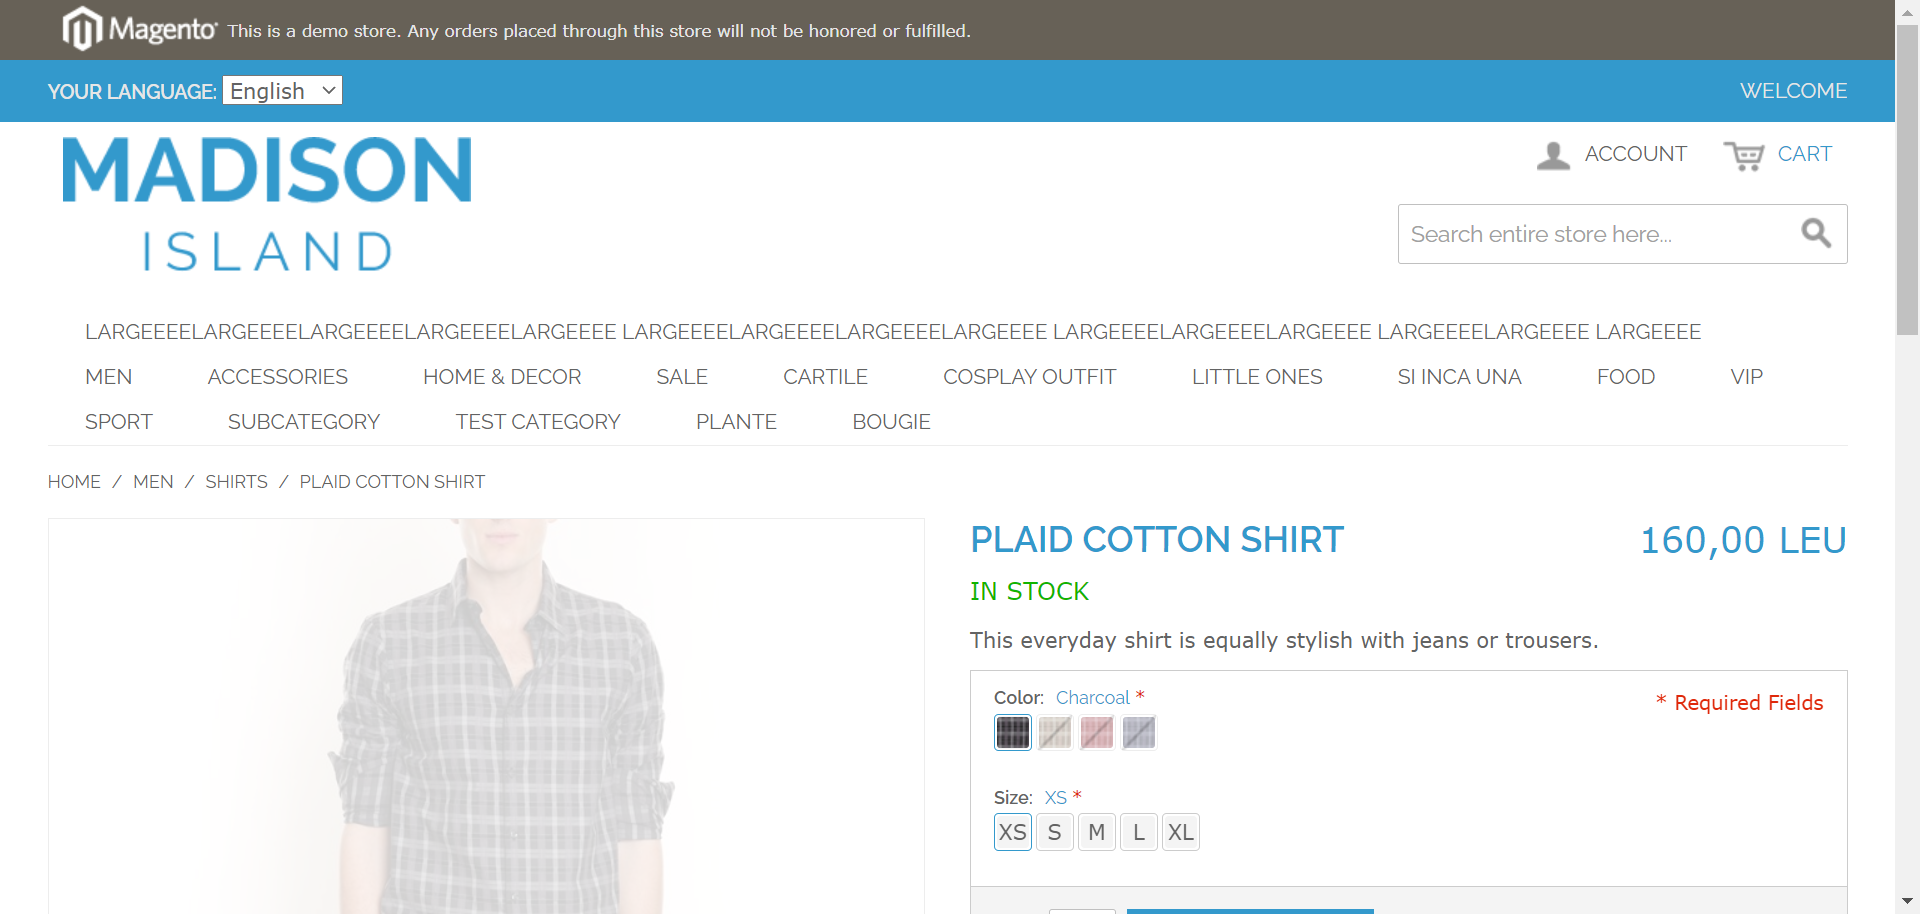 Magento This is a demo store. Any orders placed through this store will not be honored or fulfilled.
YOUR LANGUAGE: English WELCOME
MADISON
ISLAND
ACCOUNT CART
Search entire store here...
LARGEEEELARGEEEELARGEEEELARGEEEELARGEEEE LARGEEEELARGEEEELARGEEEELARGEEEE LARGEEEELARGEEEELARGEEEE LARGEEEELARGEEEE LARGEEEE
MEN ACCESSORIES HOME & DECOR SALE CARTILE COSPLAY OUTFIT LITTLE ONES SI INCA UNA FOOD VIP
SPORT SUBCATEGORY TEST CATEGORY PLANTE BOUGIE
HOME / MEN / SHIRTS / PLAID COTTON SHIRT
PLAID COTTON SHIRT 160,00 LEU
IN STOCK
This everyday shirt is equally stylish with jeans or trousers.
Color: Charcoal *
* Required Fields
Size: XS *
XS S M L XL